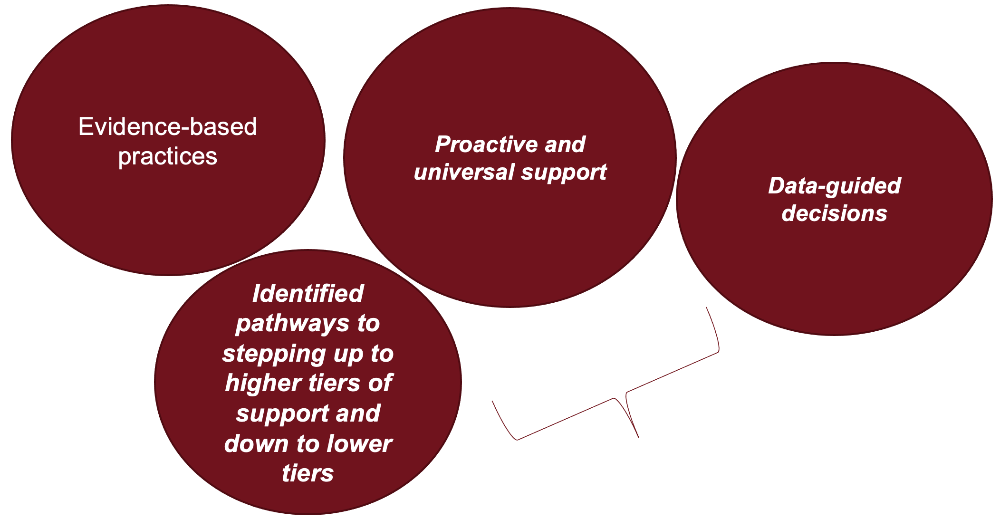 Evidence-based
practices
Proactive and
universal support
Data-guided
decisions
Identified
pathways to
stepping up to
higher tiers of
support and
down to lower
tiers